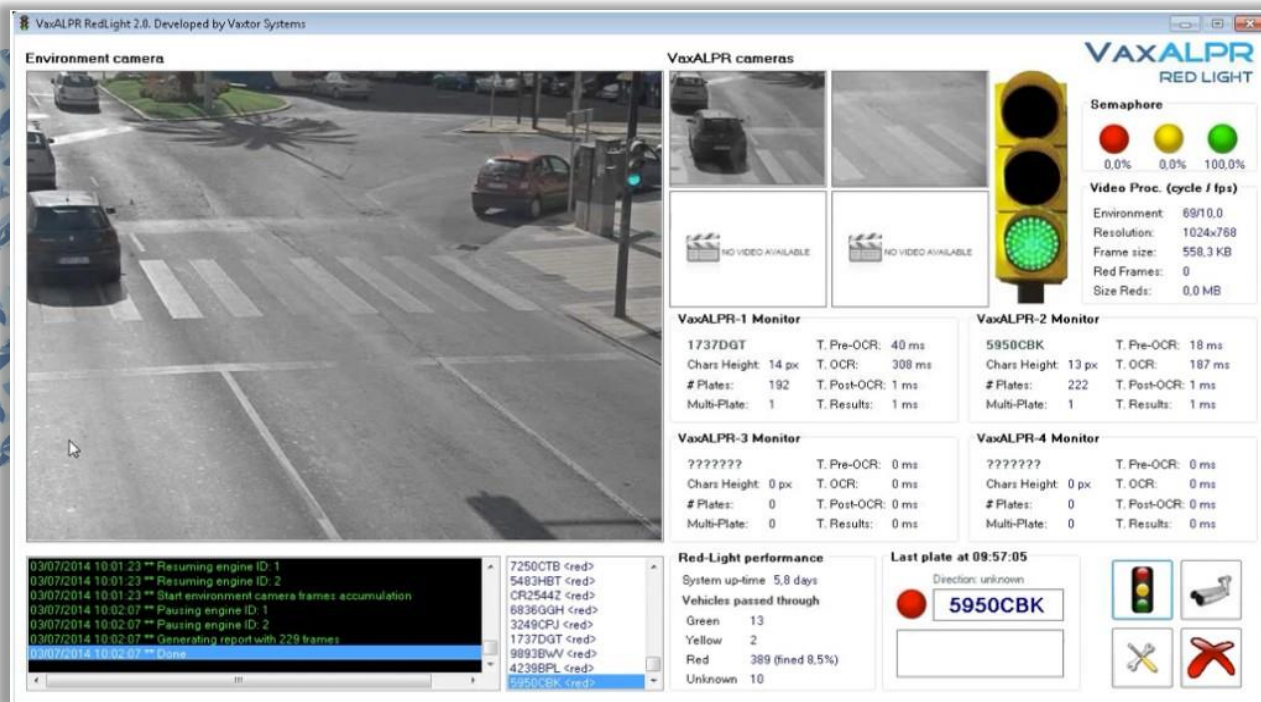 VaxALPR RedLight 2.0. Developed by Vaxtor Systems
Environment camera
VaxALPR cameras
VAXALPR
RED LIGHT
Semaphore
0,0% 0,0% 100,0%
Video Proc. (cycle / fps)
Environment 69/10,0
Resolution: 1024x768
Frame size: 558,3 KB
Red Frames: 0
Size Reds: 0,0 MB
NO VIDEO AVAILABLE
NO VIDEO AVAILABLE
VaxALPR-1 Monitor
1737DGT T. Pre-OCR: 40 ms
Chars Height 14 px T. OCR: 308 ms
# Plates: 192 T. Post-OCR: 1 ms
Multi-Plate: 1 T. Results: 1 ms
VaxALPR-2 Monitor
5950CBK T. Pre-OCR: 18 ms
Chars Height 13 px T. OCR: 187 ms
# Plates: 222 T. Post-OCR: 1 ms
Multi-Plate: 1 T. Results: 1 ms
VaxALPR-3 Monitor
??????? T. Pre-OCR: 0 ms
Chars Height 0 px T. OCR: 0 ms
# Plates: 0 T. Post-OCR: 0 ms
Multi-Plate: 0 T. Results: 0 ms
VaxALPR-4 Monitor
??????? T. Pre-OCR: 0 ms
Chars Height 0 px T. OCR: 0 ms
# Plates: 0 T. Post-OCR: 0 ms
Multi-Plate: 0 T. Results: 0 ms
03/07/2014 10:01:23 ** Resuming engine ID: 1
03/07/2014 10:01:23 ** Resuming engine ID: 2
03/07/2014 10:01:23 ** Start environment camera frames accumulation
03/07/2014 10:02:07 ** Pausing engine ID: 1
03/07/2014 10:02:07 ** Pausing engine ID: 2
03/07/2014 10:02:07 ** Generating report with 229 frames
03/07/2014 10:02:07 ** Done
7250CTB <red>
5483HBT <red>
CR2544Z <red>
6836GGH <red>
3249CPJ <red>
1737DGT <red>
9893BWV <red>
4239BPL <red>
5950CBK <red>
Red-Light performance
System up-time 5,8 days
Vehicles passed through
Green 13
Yellow 2
Red 389 (fined 8,5%)
Unknown 10
Last plate at 09:57:05
Direction: unknown
5950CBK